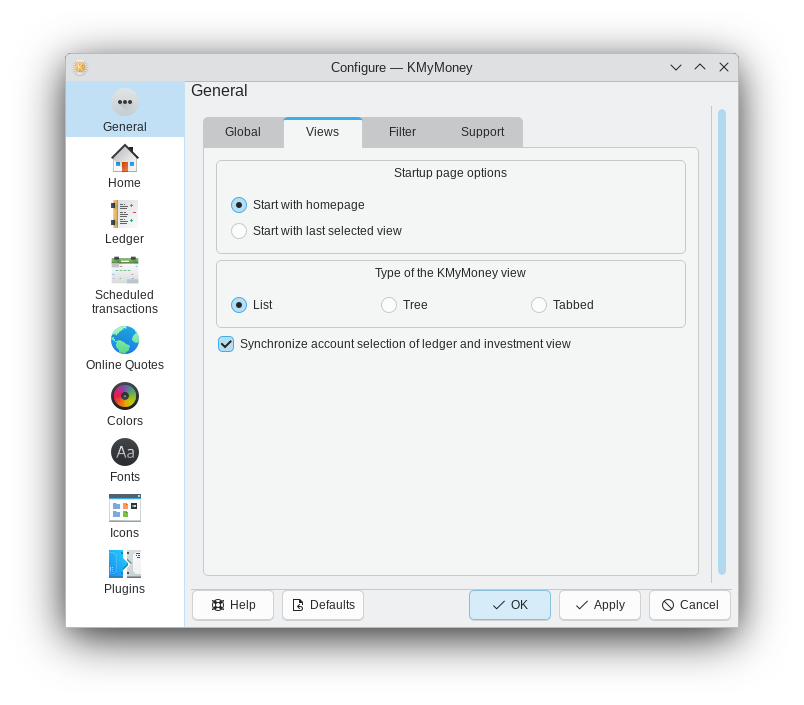 Configure — KMyMoney
General
General
Home
Ledger
Scheduled
transactions
Online Quotes
Colors
Aa
Fonts
Icons
Plugins
Global Views Filter Support
Startup page options
Start with homepage
Start with last selected view
Type of the KMyMoney view
List Tree Tabbed
Synchronize account selection of ledger and investment view
Help Defaults OK Apply Cancel